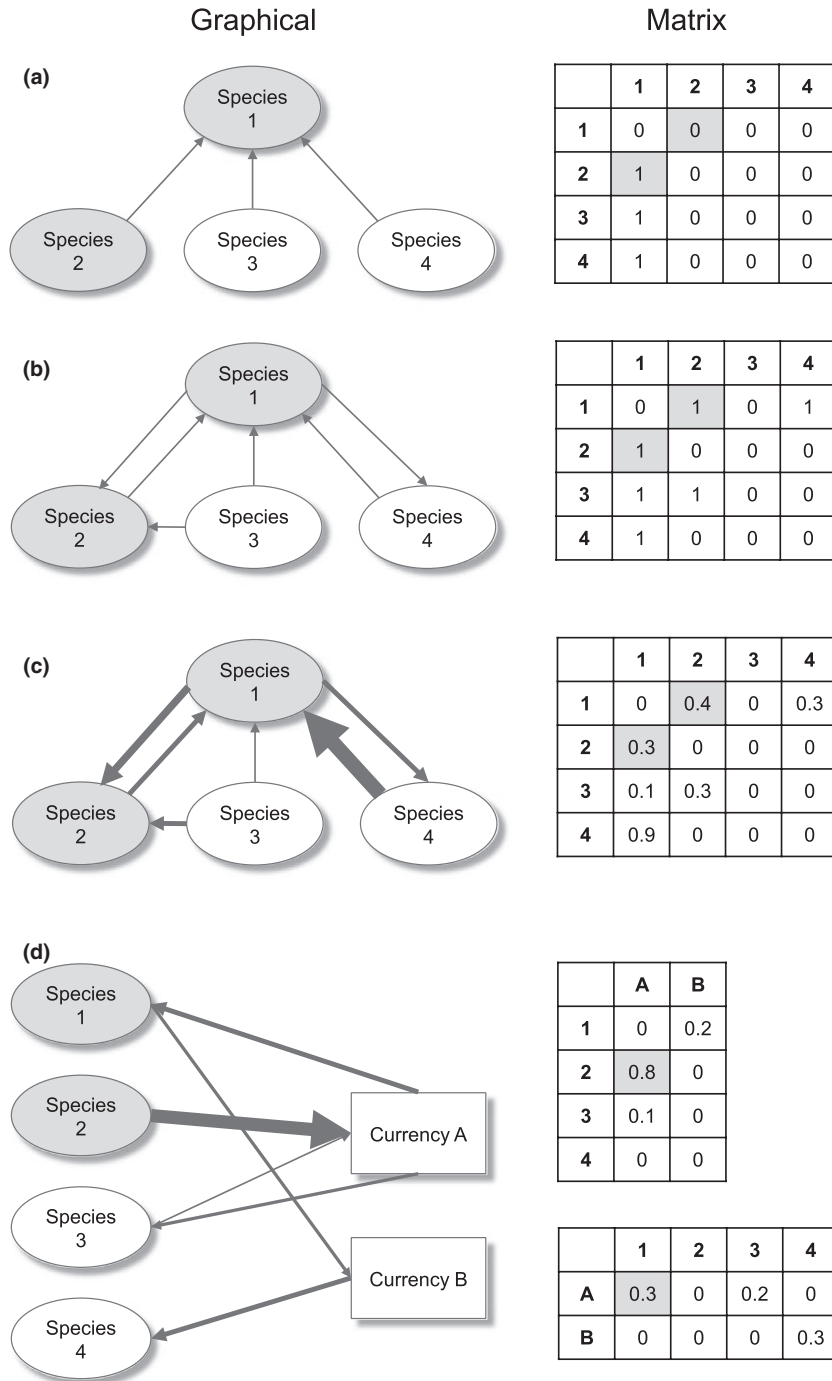 Graphical Matrix
(a)
Species
1
Species
2
Species
3
Species
4
1 2 3 4
1 0 0 0 0
2 1 0 0 0
3 1 0 0 0
4 1 0 0 0
(b)
Species
1
Species
2
Species
3
Species
4
1 2 3 4
1 0 1 0 1
2 1 0 0 0
3 1 1 0 0
4 1 0 0 0
(c)
Species
1
Species
2
Species
3
Species
4
1 2 3 4
1 0 0.4 0 0.3
2 0.3 0 0 0
3 0.1 0.3 0 0
4 0.9 0 0 0
(d)
Species
1
Species
2
Species
3
Species
4
Currency A
Currency B
A B
1 0 0.2
2 0.8 0
3 0.1 0
4 0 0
1 2 3 4
A 0.3 0 0.2 0
B 0 0 0 0.3